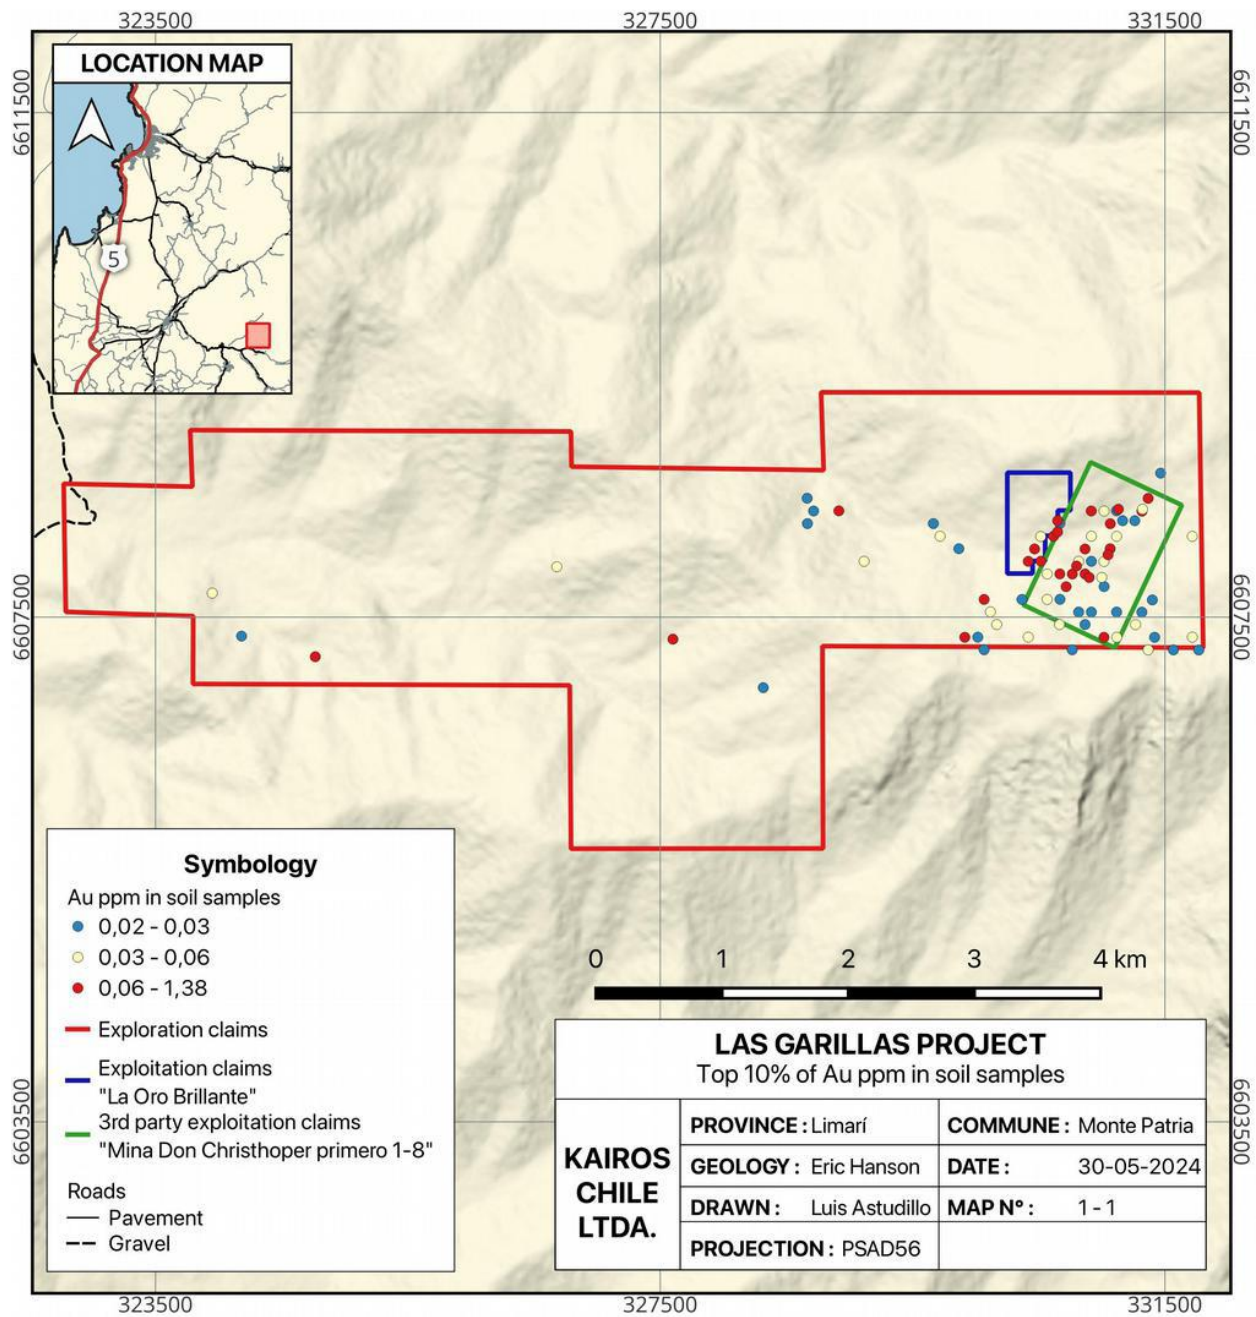 323500
327500
331500
6611500
6611500
LOCATION MAP
5
6607500
6607500
Symbology
Au ppm in soil samples
0,02 - 0,03
0,03 - 0,06
0,06 - 1,38
Exploration claims
Exploitation claims
"La Oro Brillante"
3rd party exploitation claims
"Mina Don Christhoper primero 1-8"
Roads
Pavement
Gravel
0 1 2 3 4 km
LAS GARILLAS PROJECT
Top 10% of Au ppm in soil samples
KAIROS
CHILE
LTDA.
PROVINCE : Limarí
COMMUNE : Monte Patria
GEOLOGY : Eric Hanson
DATE : 30-05-2024
DRAWN : Luis Astudillo
MAP Nº : 1 - 1
PROJECTION : PSAD56
6603500
6603500
323500
327500
331500